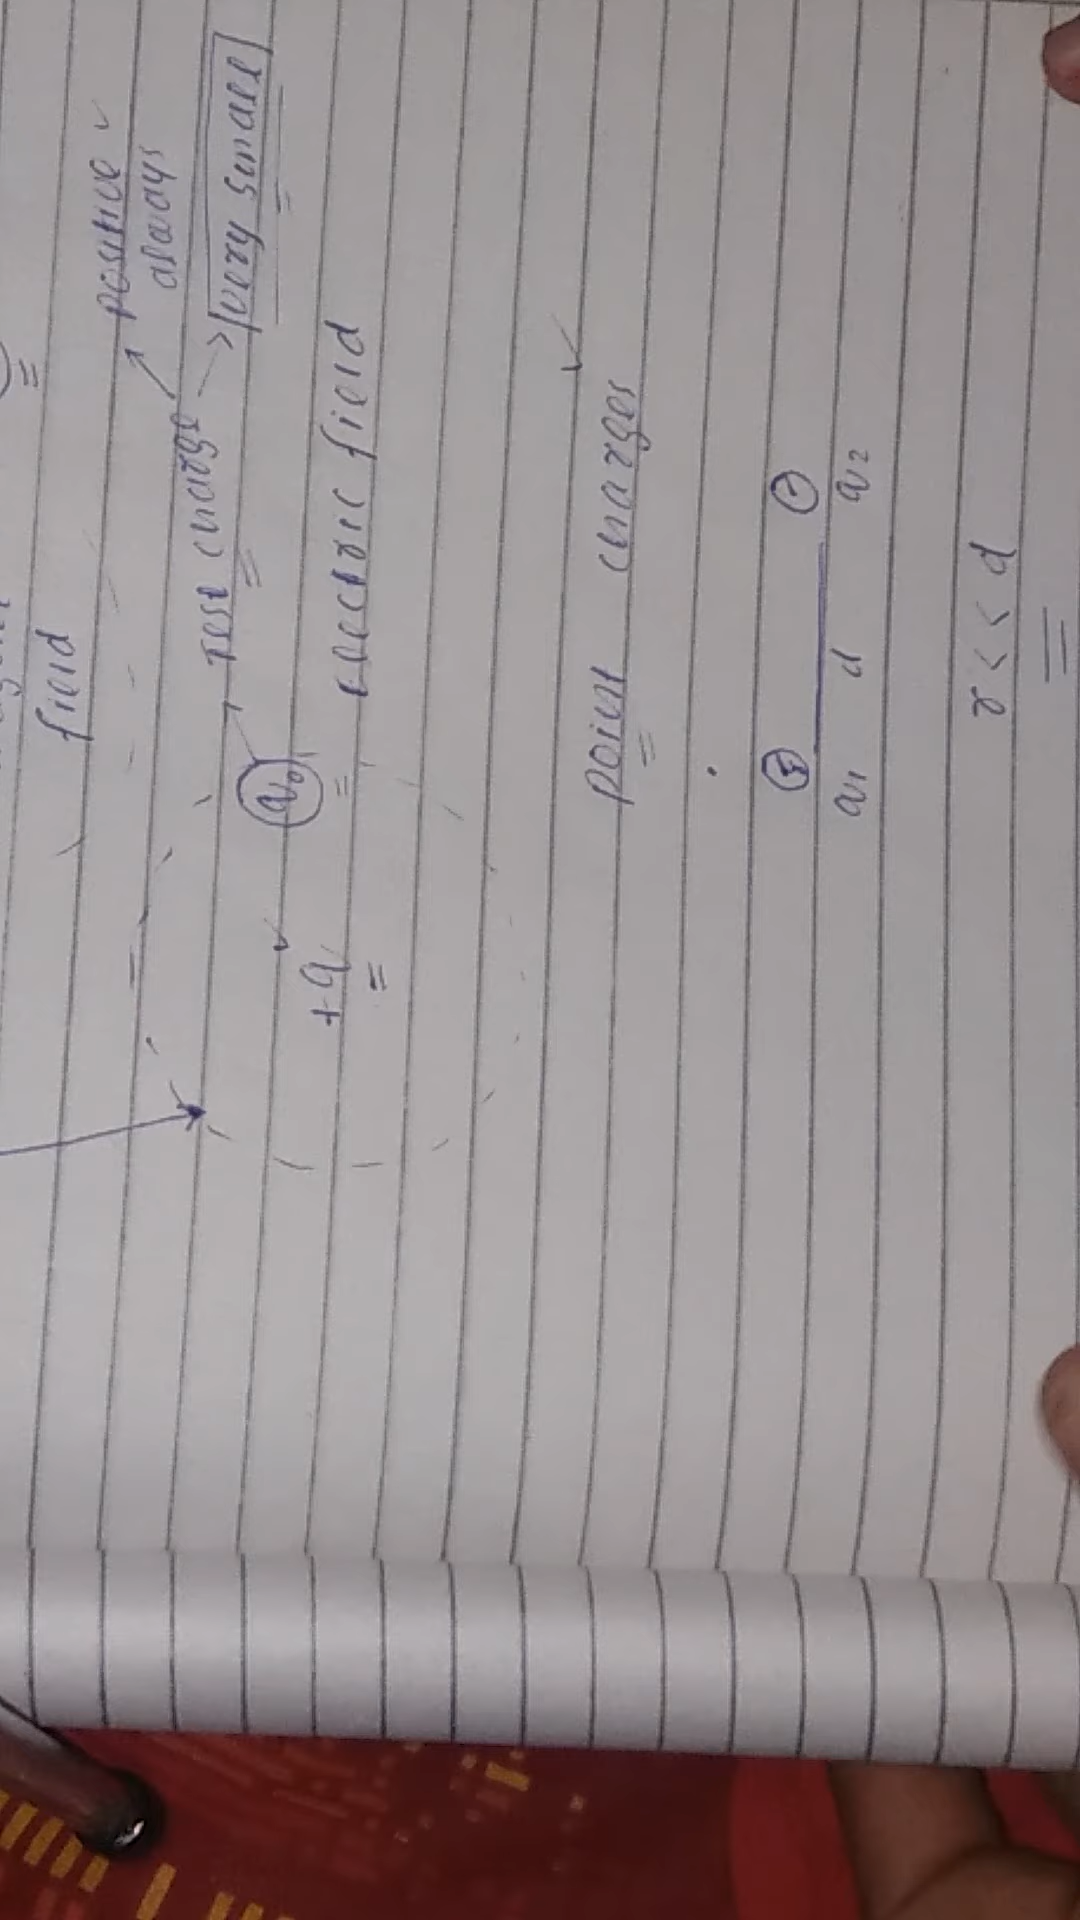 field
positive
always
test charge
very small
q0
electric field
+q
point charges
q1 d q2
r << d